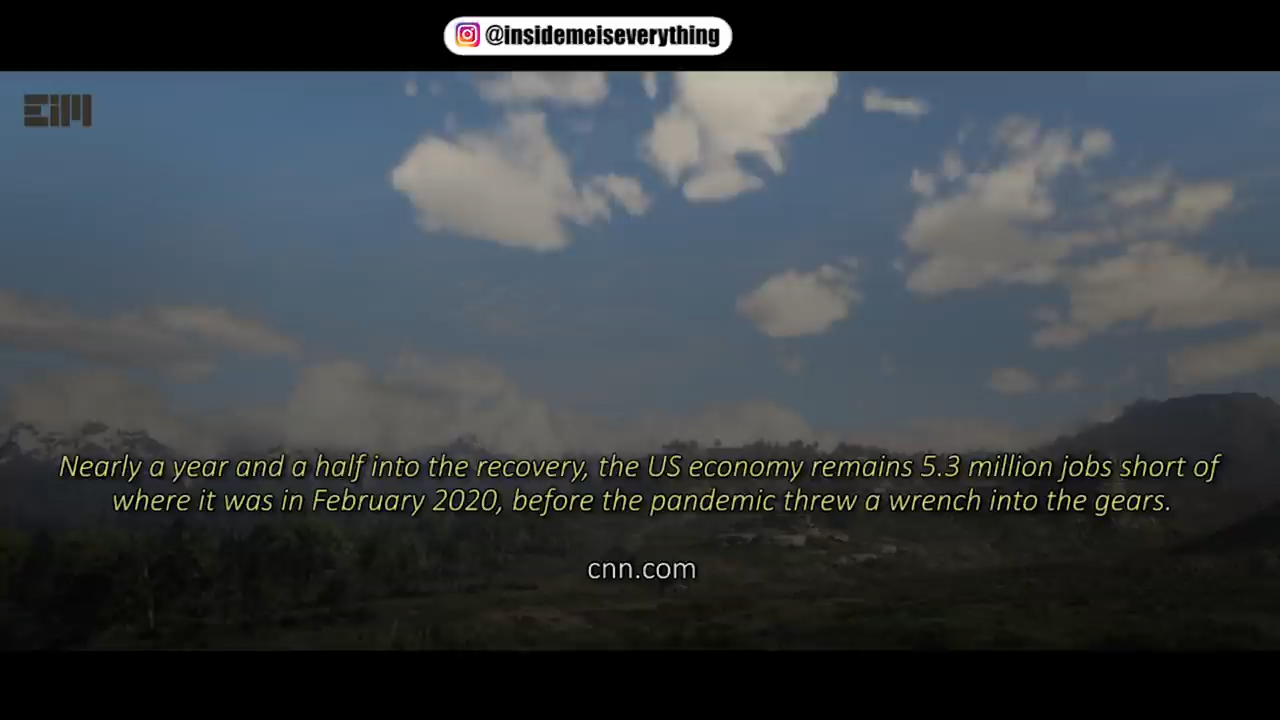 @insidemeiseverything
EiM
Nearly a year and a half into the recovery, the US economy remains 5.3 million jobs short of
where it was in February 2020, before the pandemic threw a wrench into the gears.
cnn.com